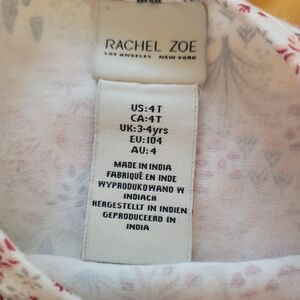 RACHEL ZOE
LOS ANGELES NEW YORK
US:4T
CA:4T
UK:3-4yrs
EU:104
AU:4
MADE IN INDIA
FABRIQUÉ EN INDE
WYPRODUKOWANO W
INDIACH
HERGESTELLT IN INDIEN
GEPRODUCEERD IN
INDIA